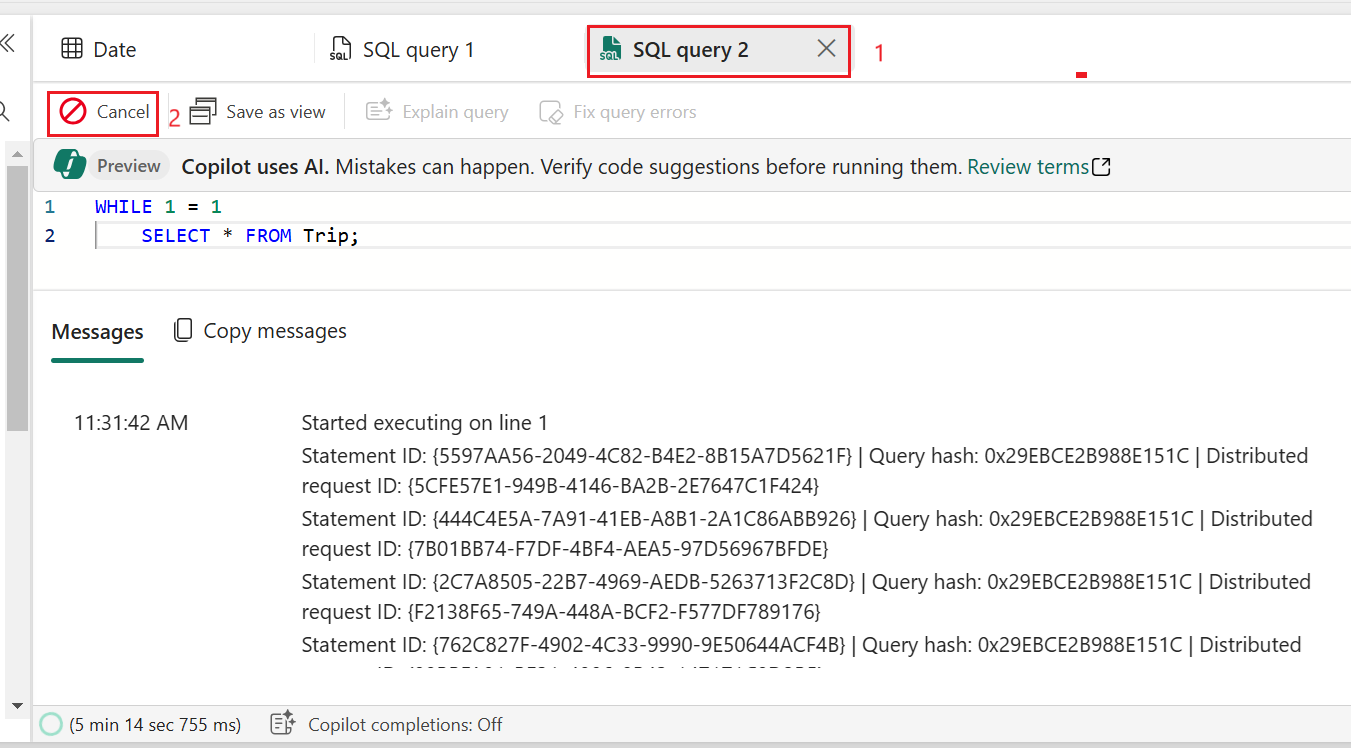 Date SQL query 1 SQL SQL query 2 1
Cancel 2 Save as view Explain query Fix query errors
Preview Copilot uses AI. Mistakes can happen. Verify code suggestions before running them. Review terms
1 WHILE 1 = 1
2 SELECT * FROM Trip;
Messages Copy messages
11:31:42 AM Started executing on line 1
Statement ID: {5597AA56-2049-4C82-B4E2-8B15A7D5621F} | Query hash: 0x29EBCE2B988E151C | Distributed
request ID: {5CFE57E1-949B-4146-BA2B-2E7647C1F424}
Statement ID: {444C4E5A-7A91-41EB-A8B1-2A1C86ABB926} | Query hash: 0x29EBCE2B988E151C | Distributed
request ID: {7B01BB74-F7DF-4BF4-AEA5-97D56967BFDE}
Statement ID: {2C7A8505-22B7-4969-AEDB-5263713F2C8D} | Query hash: 0x29EBCE2B988E151C | Distributed
request ID: {F2138F65-749A-448A-BCF2-F577DF789176}
Statement ID: {762C827F-4902-4C33-9990-9E50644ACF4B} | Query hash: 0x29EBCE2B988E151C | Distributed
(5 min 14 sec 755 ms) Copilot completions: Off